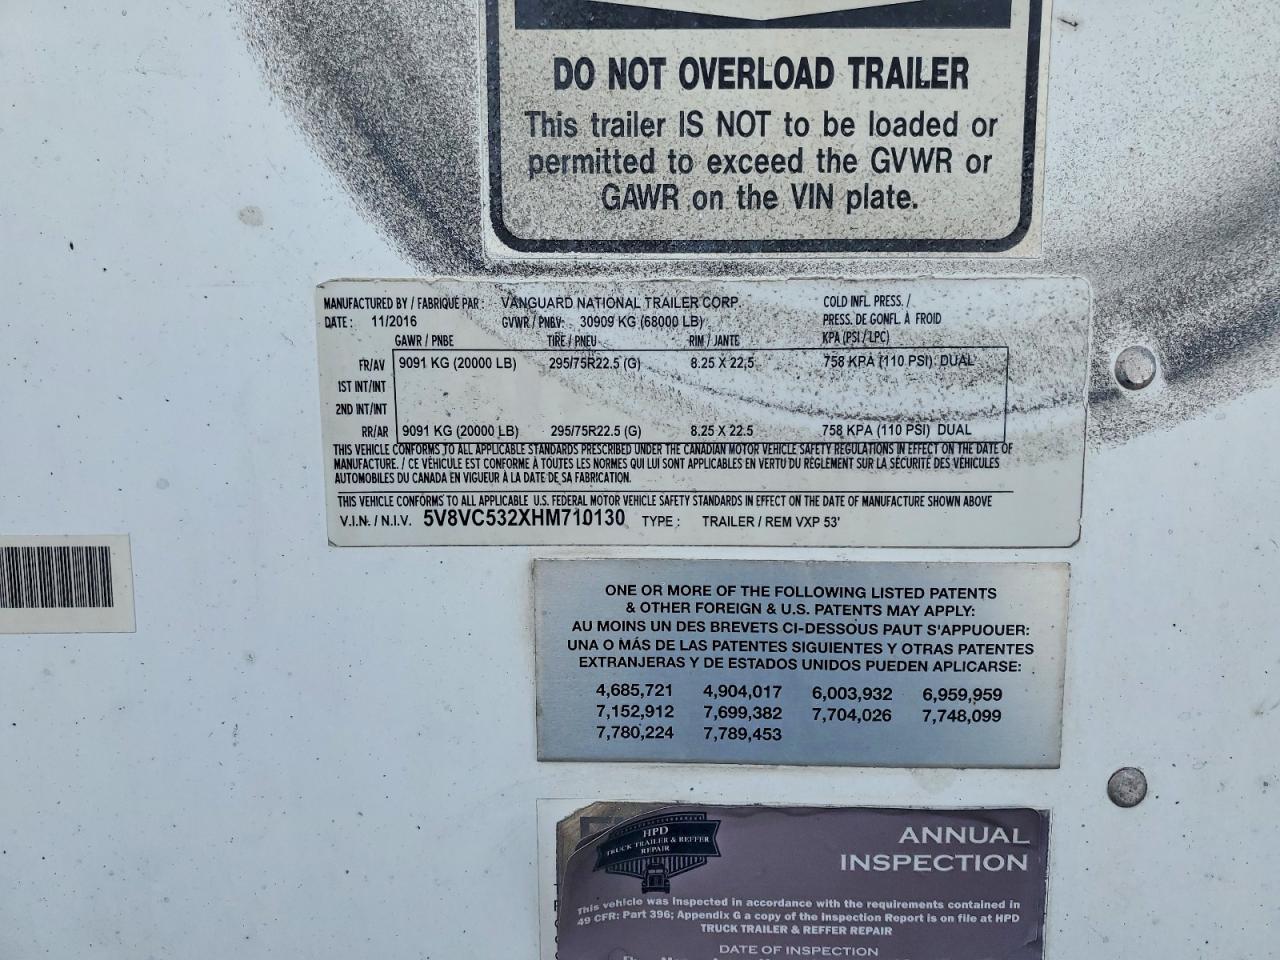 DO NOT OVERLOAD TRAILER
This trailer IS NOT to be loaded or
permitted to exceed the GVWR or
GAWR on the VIN plate.
MANUFACTURED BY / FABRIQUÉ PAR : VANGUARD NATIONAL TRAILER CORP. COLD INFL. PRESS. /
DATE : 11/2016 GVWR / PNBV: 30909 KG (68000 LB) PRESS. DE GONFL. À FROID
GAWR / PNBE TIRE / PNEU RIM / JANTE KPA (PSI / LPC)
FR/AV 9091 KG (20000 LB) 295/75R22.5 (G) 8.25 X 22.5 758 KPA (110 PSI) DUAL
1ST INT/INT
2ND INT/INT
RR/AR 9091 KG (20000 LB) 295/75R22.5 (G) 8.25 X 22.5 758 KPA (110 PSI) DUAL
THIS VEHICLE CONFORMS TO ALL APPLICABLE STANDARDS PRESCRIBED UNDER THE CANADIAN MOTOR VEHICLE SAFETY REGULATIONS IN EFFECT ON THE DATE OF
MANUFACTURE. / CE VÉHICULE EST CONFORME À TOUTES LES NORMES QUI LUI SONT APPLICABLES EN VERTU DU RÈGLEMENT SUR LA SÉCURITÉ DES VÉHICULES
AUTOMOBILES DU CANADA EN VIGUEUR À LA DATE DE SA FABRICATION.
THIS VEHICLE CONFORMS TO ALL APPLICABLE U.S. FEDERAL MOTOR VEHICLE SAFETY STANDARDS IN EFFECT ON THE DATE OF MANUFACTURE SHOWN ABOVE
V.I.N. / N.I.V. 5V8VC532XHM710130 TYPE : TRAILER / REM VXP 53'
ONE OR MORE OF THE FOLLOWING LISTED PATENTS
& OTHER FOREIGN & U.S. PATENTS MAY APPLY:
AU MOINS UN DES BREVETS CI-DESSOUS PAUT S'APPUOUER:
UNA O MÁS DE LAS PATENTES SIGUIENTES Y OTRAS PATENTES
EXTRANJERAS Y DE ESTADOS UNIDOS PUEDEN APLICARSE:
4,685,721 4,904,017 6,003,932 6,959,959
7,152,912 7,699,382 7,704,026 7,748,099
7,780,224 7,789,453
HPD
TRUCK TRAILER & REFFER
REPAIR
ANNUAL
INSPECTION
This vehicle was inspected in accordance with the requirements contained in
49 CFR: Part 396; Appendix G a copy of the Inspection Report is on file at HPD
TRUCK TRAILER & REFFER REPAIR
DATE OF INSPECTION